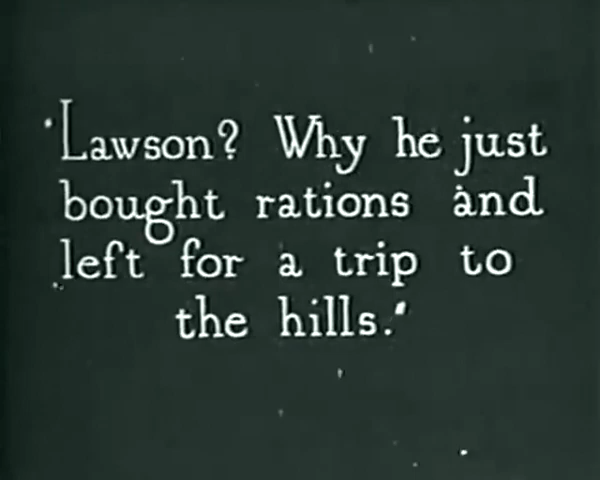 'Lawson? Why he just
bought rations and
left for a trip to
the hills.'